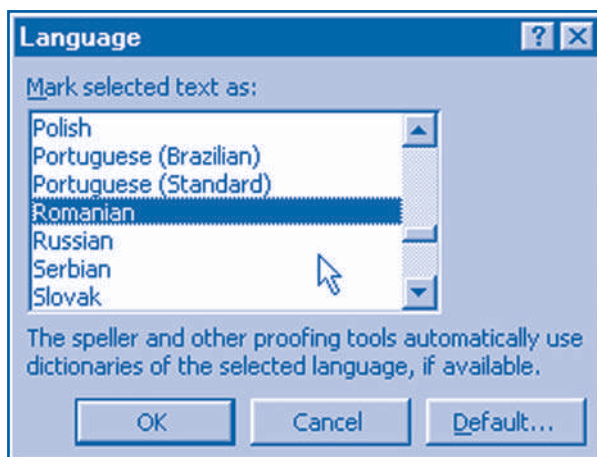 Language
Mark selected text as:
Polish
Portuguese (Brazilian)
Portuguese (Standard)
Romanian
Russian
Serbian
Slovak
The speller and other proofing tools automatically use
dictionaries of the selected language, if available.
OK Cancel Default...